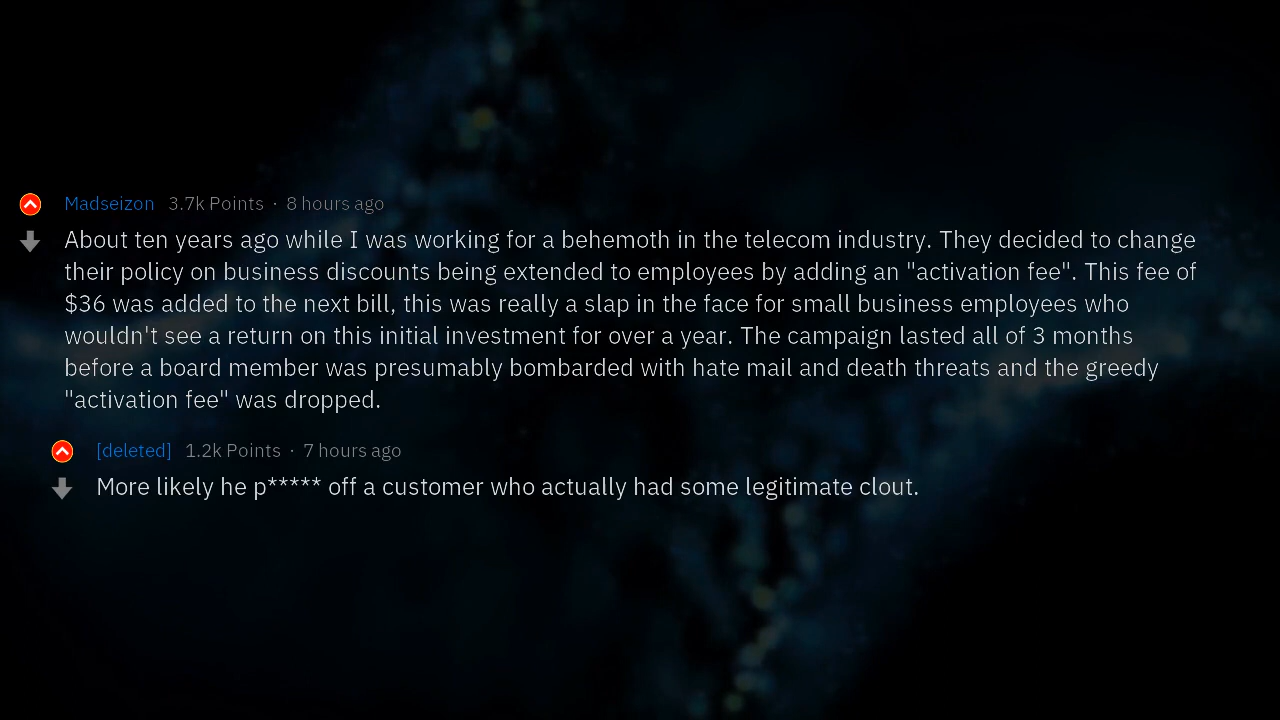 Madseizon 3.7k Points · 8 hours ago
About ten years ago while I was working for a behemoth in the telecom industry. They decided to change
their policy on business discounts being extended to employees by adding an "activation fee". This fee of
$36 was added to the next bill, this was really a slap in the face for small business employees who
wouldn't see a return on this initial investment for over a year. The campaign lasted all of 3 months
before a board member was presumably bombarded with hate mail and death threats and the greedy
"activation fee" was dropped.
[deleted] 1.2k Points · 7 hours ago
More likely he p***** off a customer who actually had some legitimate clout.